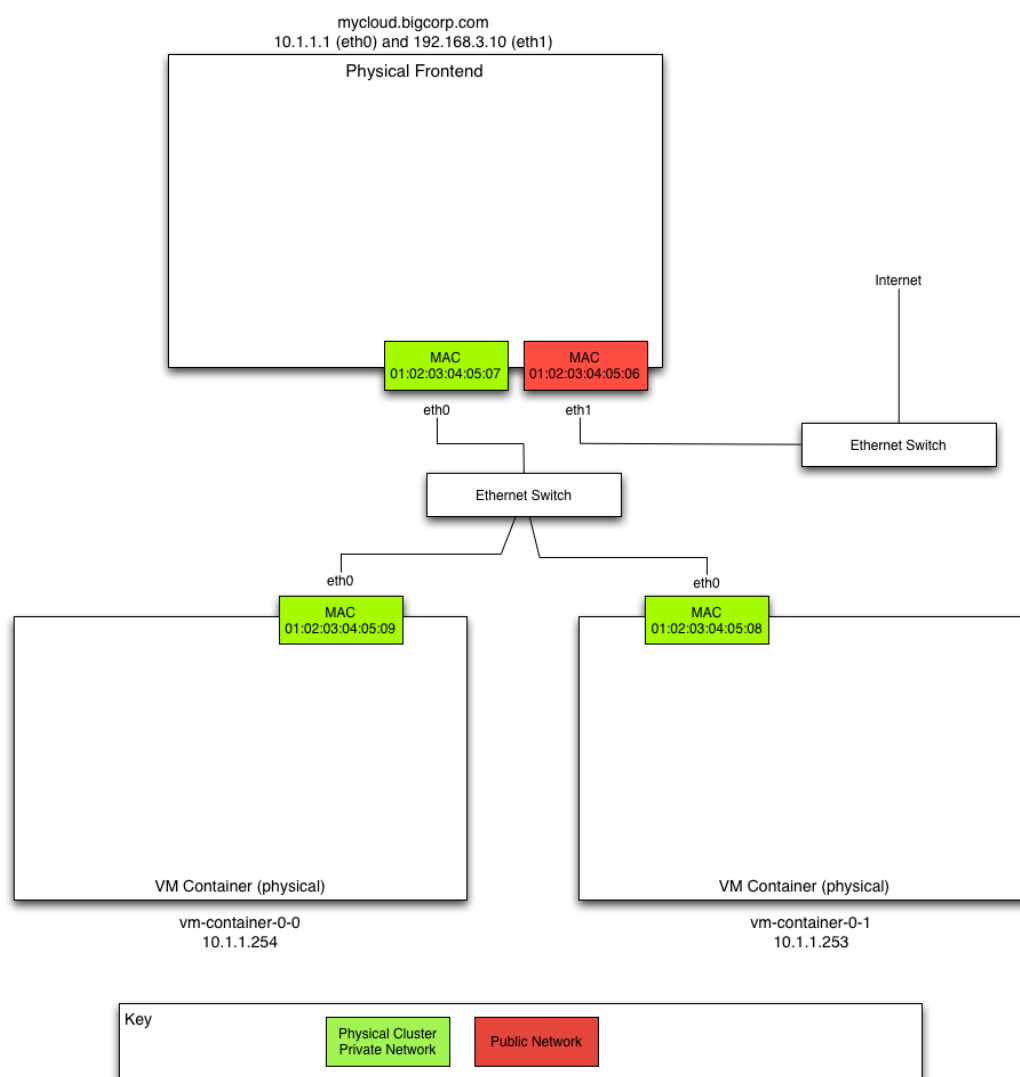 mycloud.bigcorp.com
10.1.1.1 (eth0) and 192.168.3.10 (eth1)
Physical Frontend
Internet
MAC
01:02:03:04:05:07
MAC
01:02:03:04:05:06
eth0
eth1
Ethernet Switch
Ethernet Switch
eth0
eth0
MAC
01:02:03:04:05:09
MAC
01:02:03:04:05:08
VM Container (physical)
VM Container (physical)
vm-container-0-0
10.1.1.254
vm-container-0-1
10.1.1.253
Key
Physical Cluster
Private Network
Public Network